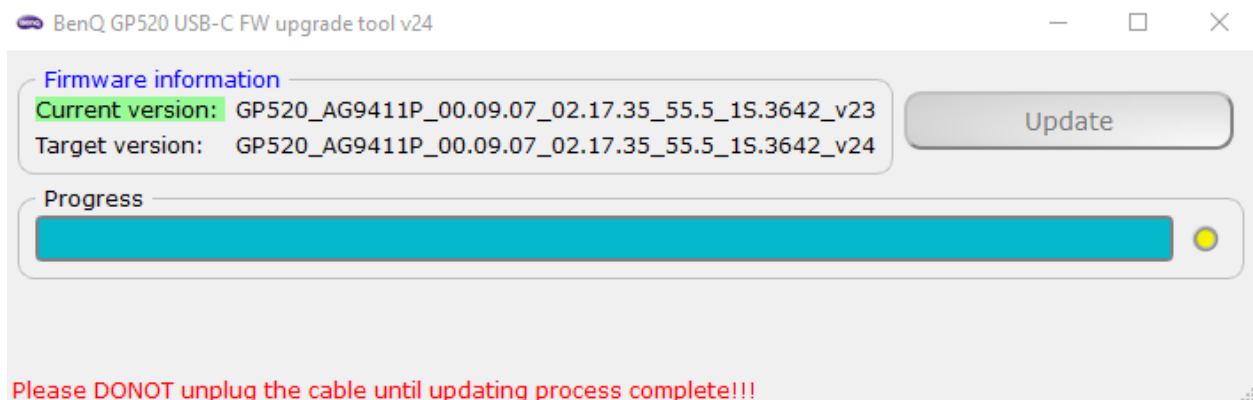 BenQ GP520 USB-C FW upgrade tool v24
Firmware information
Current version: GP520_AG9411P_00.09.07_02.17.35_55.5_1S.3642_v23
Target version: GP520_AG9411P_00.09.07_02.17.35_55.5_1S.3642_v24
Update
Progress
Please DONOT unplug the cable until updating process complete!!!